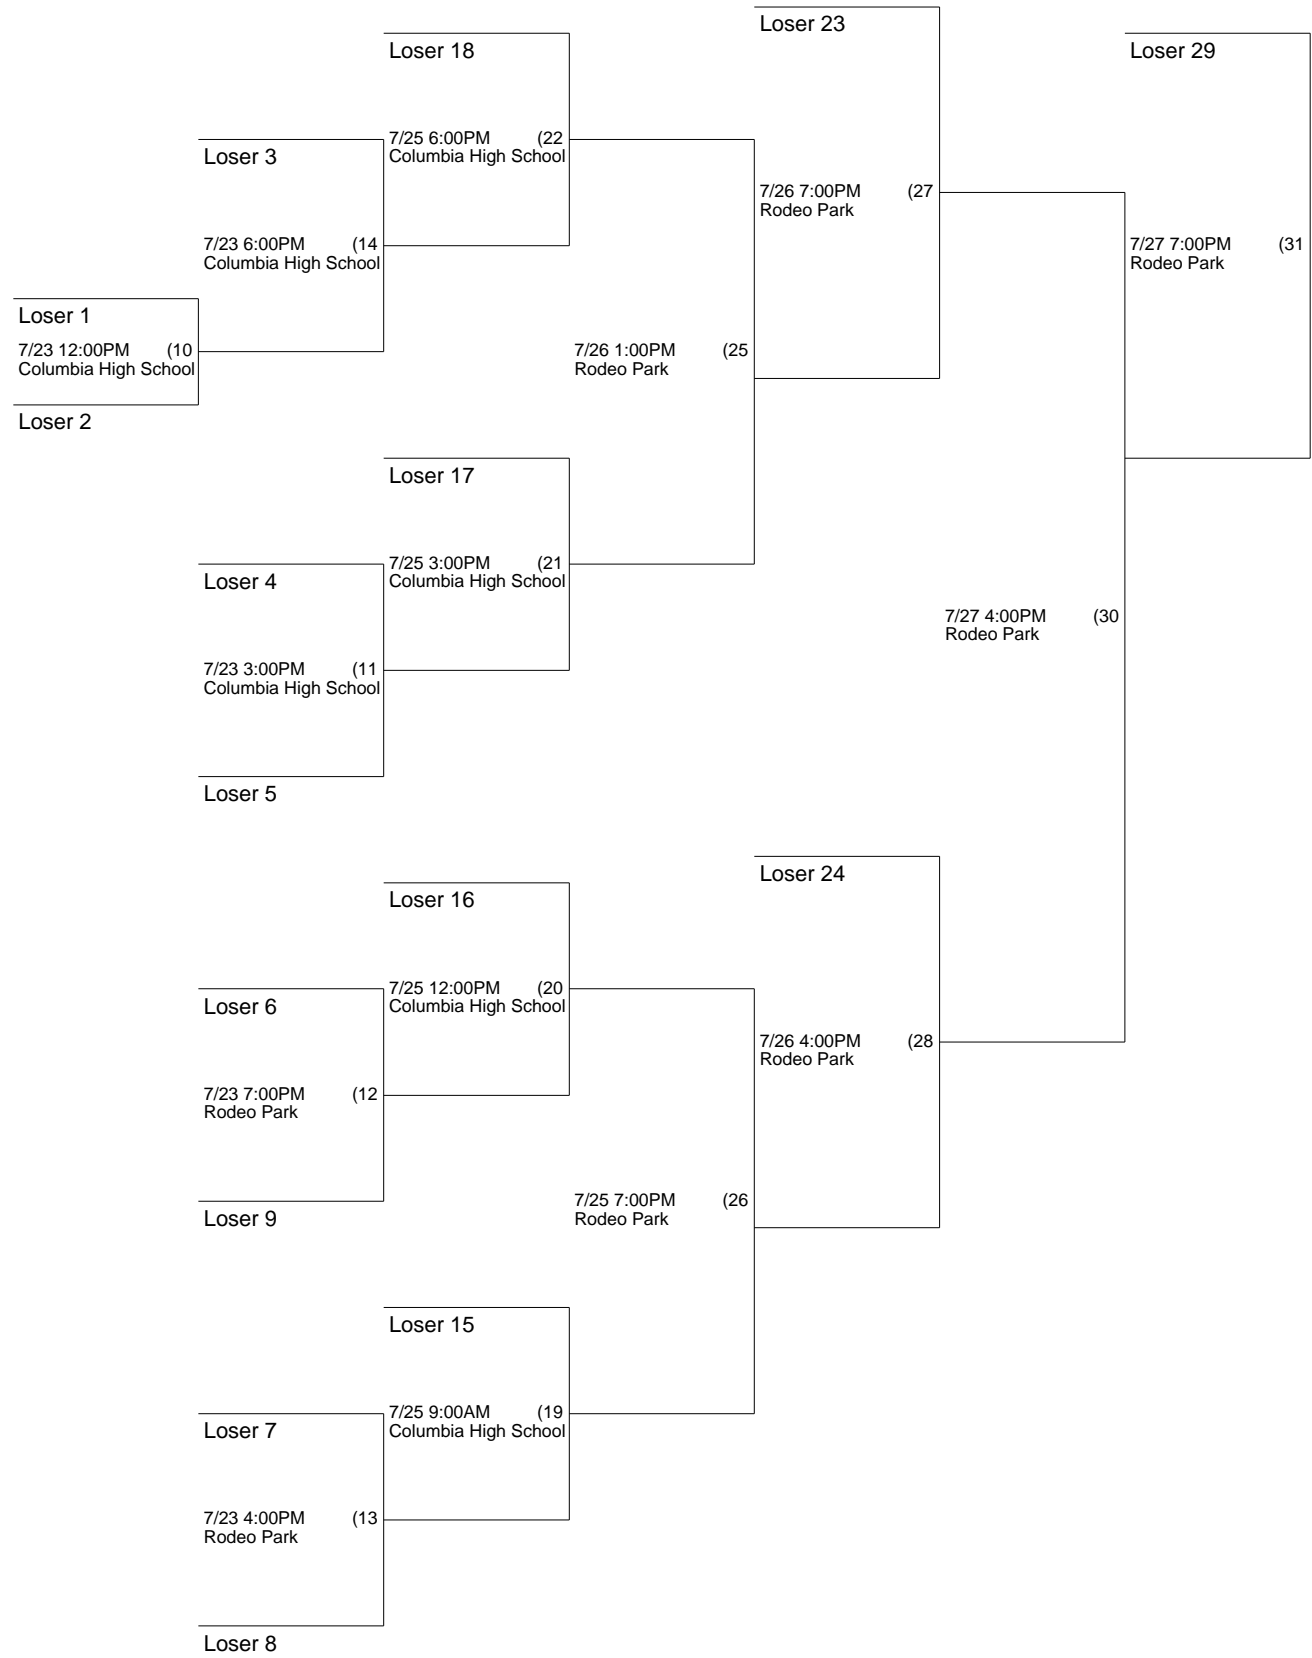 Loser 23
Loser 18
Loser 29
7/25 6:00PM (22
Columbia High School
Loser 3
7/26 7:00PM (27
Rodeo Park
7/23 6:00PM (14
Columbia High School
7/27 7:00PM (31
Rodeo Park
Loser 1
7/23 12:00PM (10
Columbia High School
7/26 1:00PM (25
Rodeo Park
Loser 2
Loser 17
7/25 3:00PM (21
Columbia High School
Loser 4
7/27 4:00PM (30
Rodeo Park
7/23 3:00PM (11
Columbia High School
Loser 5
Loser 24
Loser 16
7/25 12:00PM (20
Columbia High School
Loser 6
7/26 4:00PM (28
Rodeo Park
7/23 7:00PM (12
Rodeo Park
7/25 7:00PM (26
Rodeo Park
Loser 9
Loser 15
7/25 9:00AM (19
Columbia High School
Loser 7
7/23 4:00PM (13
Rodeo Park
Loser 8